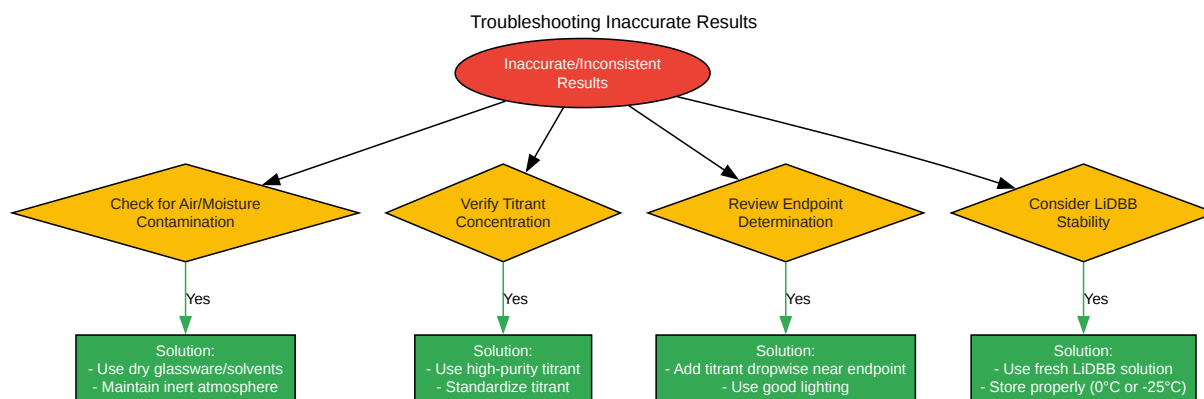 Troubleshooting Inaccurate Results
Inaccurate/Inconsistent
Results
Check for Air/Moisture
Contamination
Verify Titrant
Concentration
Review Endpoint
Determination
Consider LiDBB
Stability
Yes
Yes
Yes
Yes
Solution:
- Use dry glassware/solvents
- Maintain inert atmosphere
Solution:
- Use high-purity titrant
- Standardize titrant
Solution:
- Add titrant dropwise near endpoint
- Use good lighting
Solution:
- Use fresh LiDBB solution
- Store properly (0°C or -25°C)